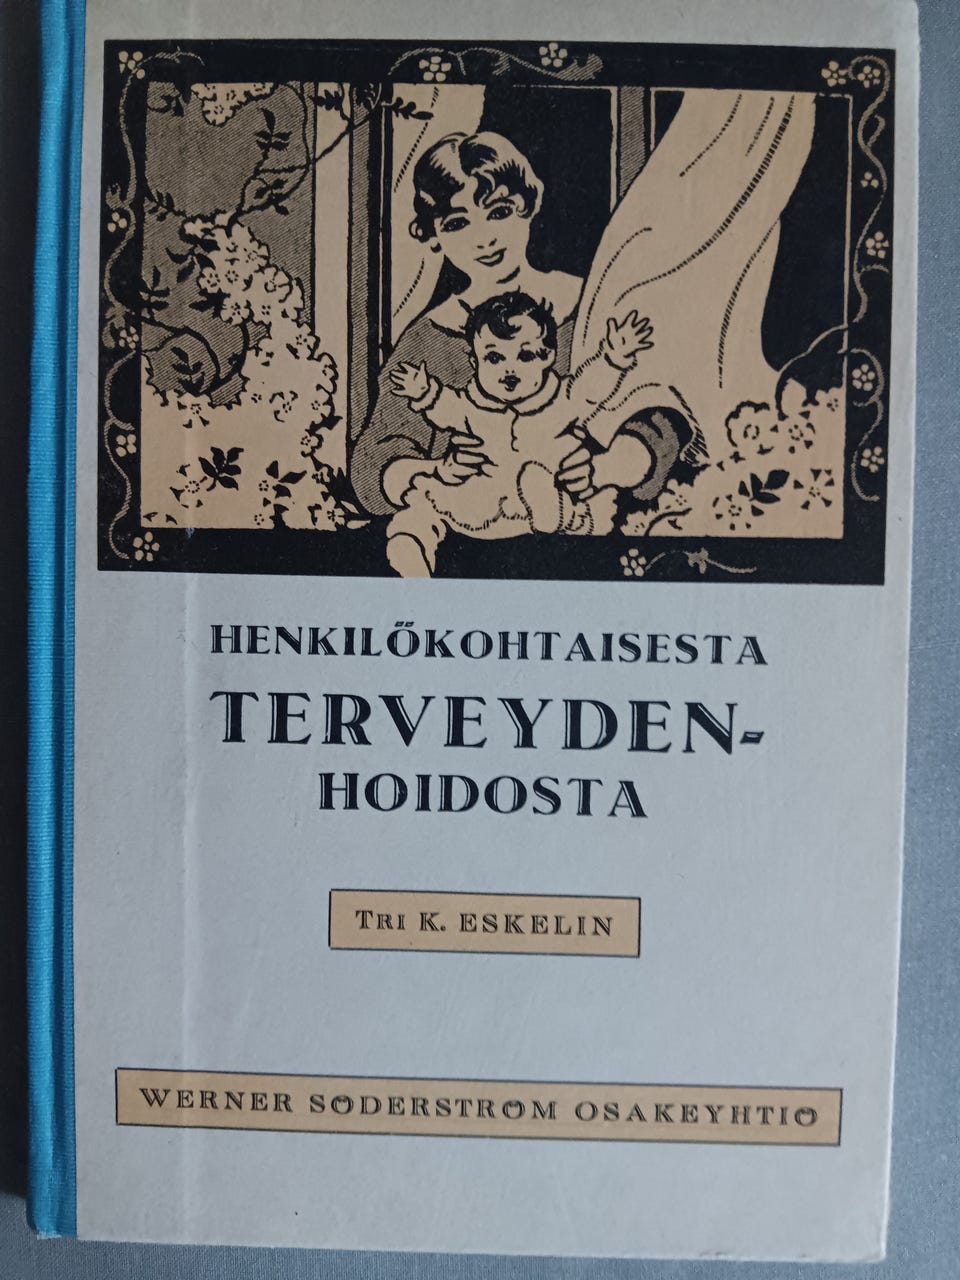 HENKILÖKOHTAISESTA
TERVEYDEN-
HOIDOSTA
TRI K. ESKELIN
WERNER SÖDERSTRÖM OSAKEYHTIÖ